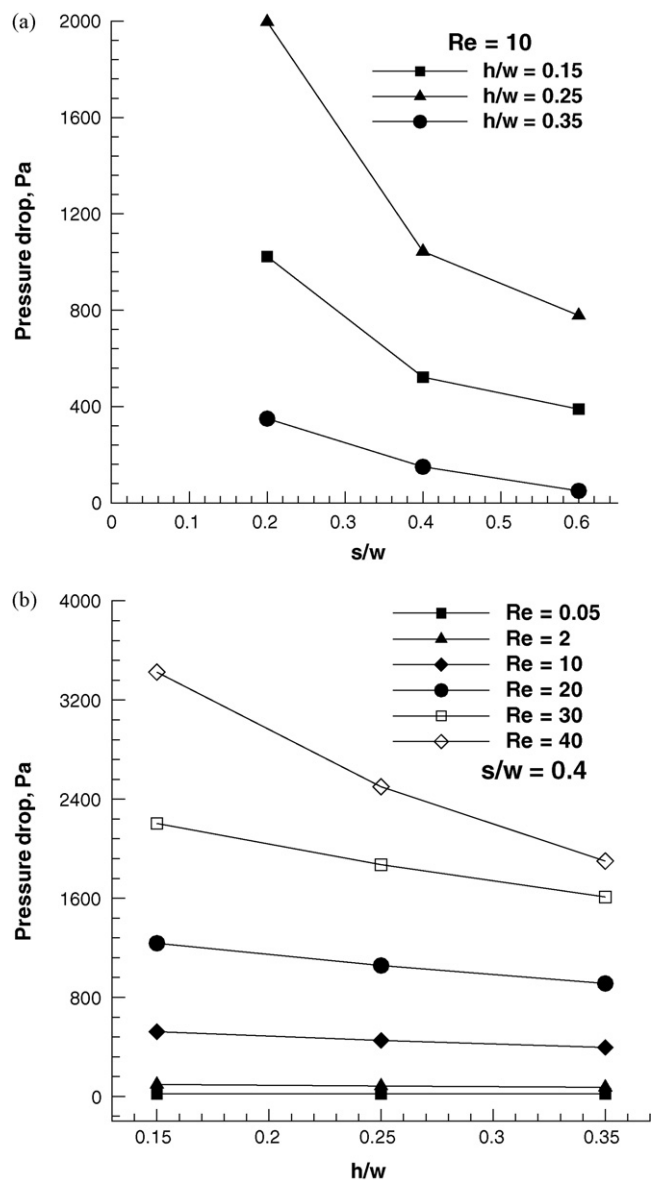 (a)
2000
1600
1200
800
400
0
Pressure drop, Pa
Re = 10
h/w = 0.15
h/w = 0.25
h/w = 0.35
0 0.1 0.2 0.3 0.4 0.5 0.6
s/w
(b)
4000
3200
2400
1600
800
0
Pressure drop, Pa
Re = 0.05
Re = 2
Re = 10
Re = 20
Re = 30
Re = 40
s/w = 0.4
0.15 0.2 0.25 0.3 0.35
h/w